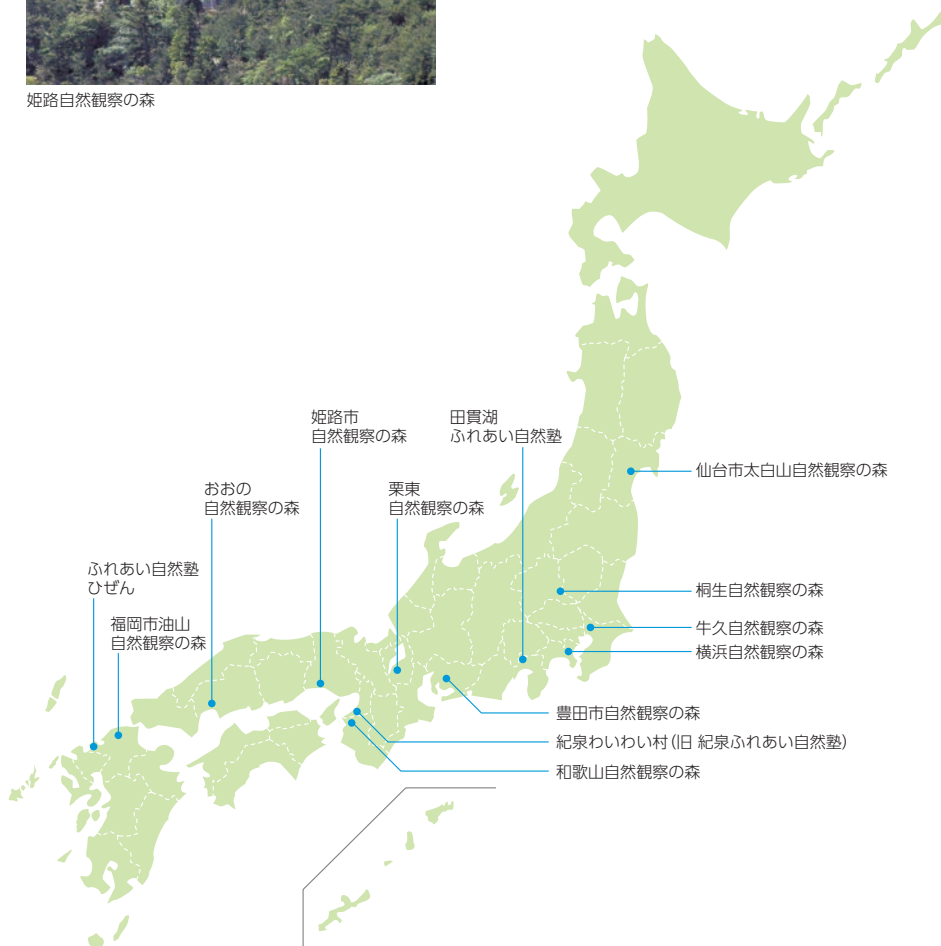 姫路自然観察の森
姫路市
自然観察の森
田貫湖
ふれあい自然塾
仙台市太白山自然観察の森
おおの
自然観察の森
栗東
自然観察の森
ふれあい自然塾
ひぜん
桐生自然観察の森
福岡市油山
自然観察の森
牛久自然観察の森
横浜自然観察の森
豊田市自然観察の森
紀泉わいわい村(旧 紀泉ふれあい自然塾)
和歌山自然観察の森